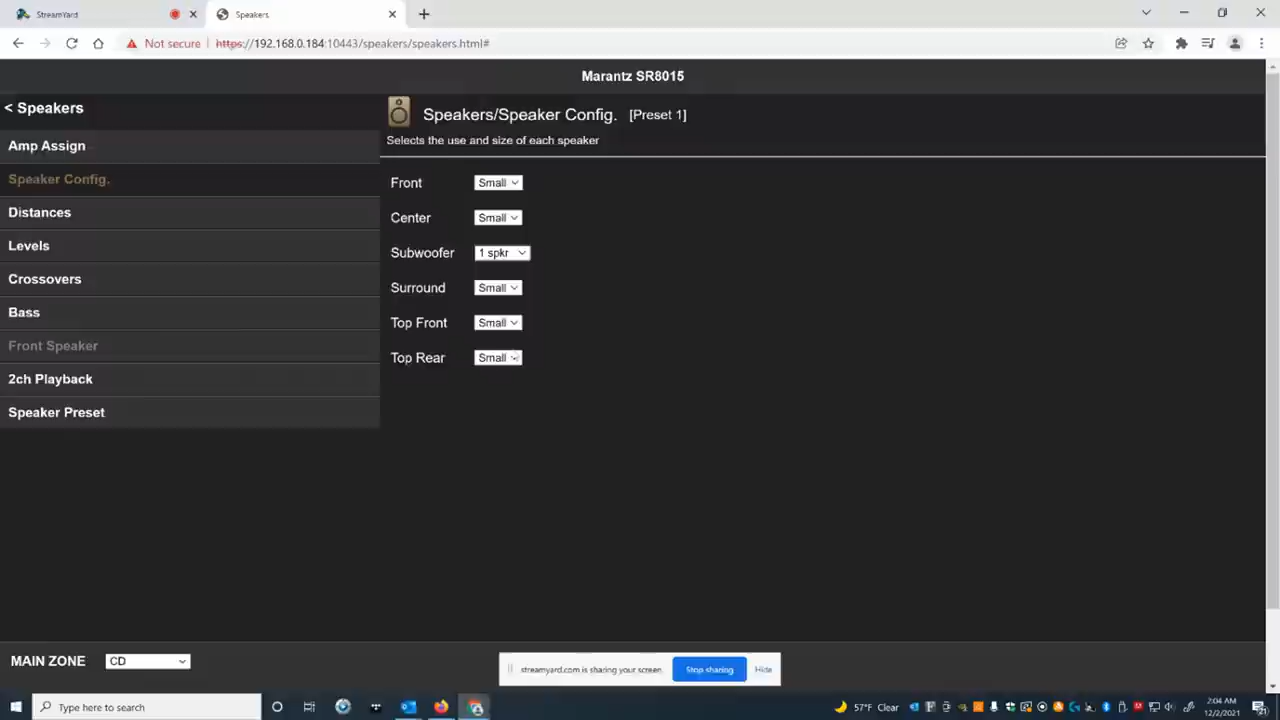 StreamYard
Speakers
Not secure
https://192.168.0.184:10443/speakers/speakers.html#
Marantz SR8015
< Speakers
Speakers/Speaker Config. [Preset 1]
Selects the use and size of each speaker
Amp Assign
Speaker Config.
Distances
Levels
Crossovers
Bass
Front Speaker
2ch Playback
Speaker Preset
Front Small
Center Small
Subwoofer 1 spkr
Surround Small
Top Front Small
Top Rear Small
MAIN ZONE CD
streamyard.com is sharing your screen. Stop sharing Hide
Type here to search
57°F Clear
2:04 AM
12/2/2021